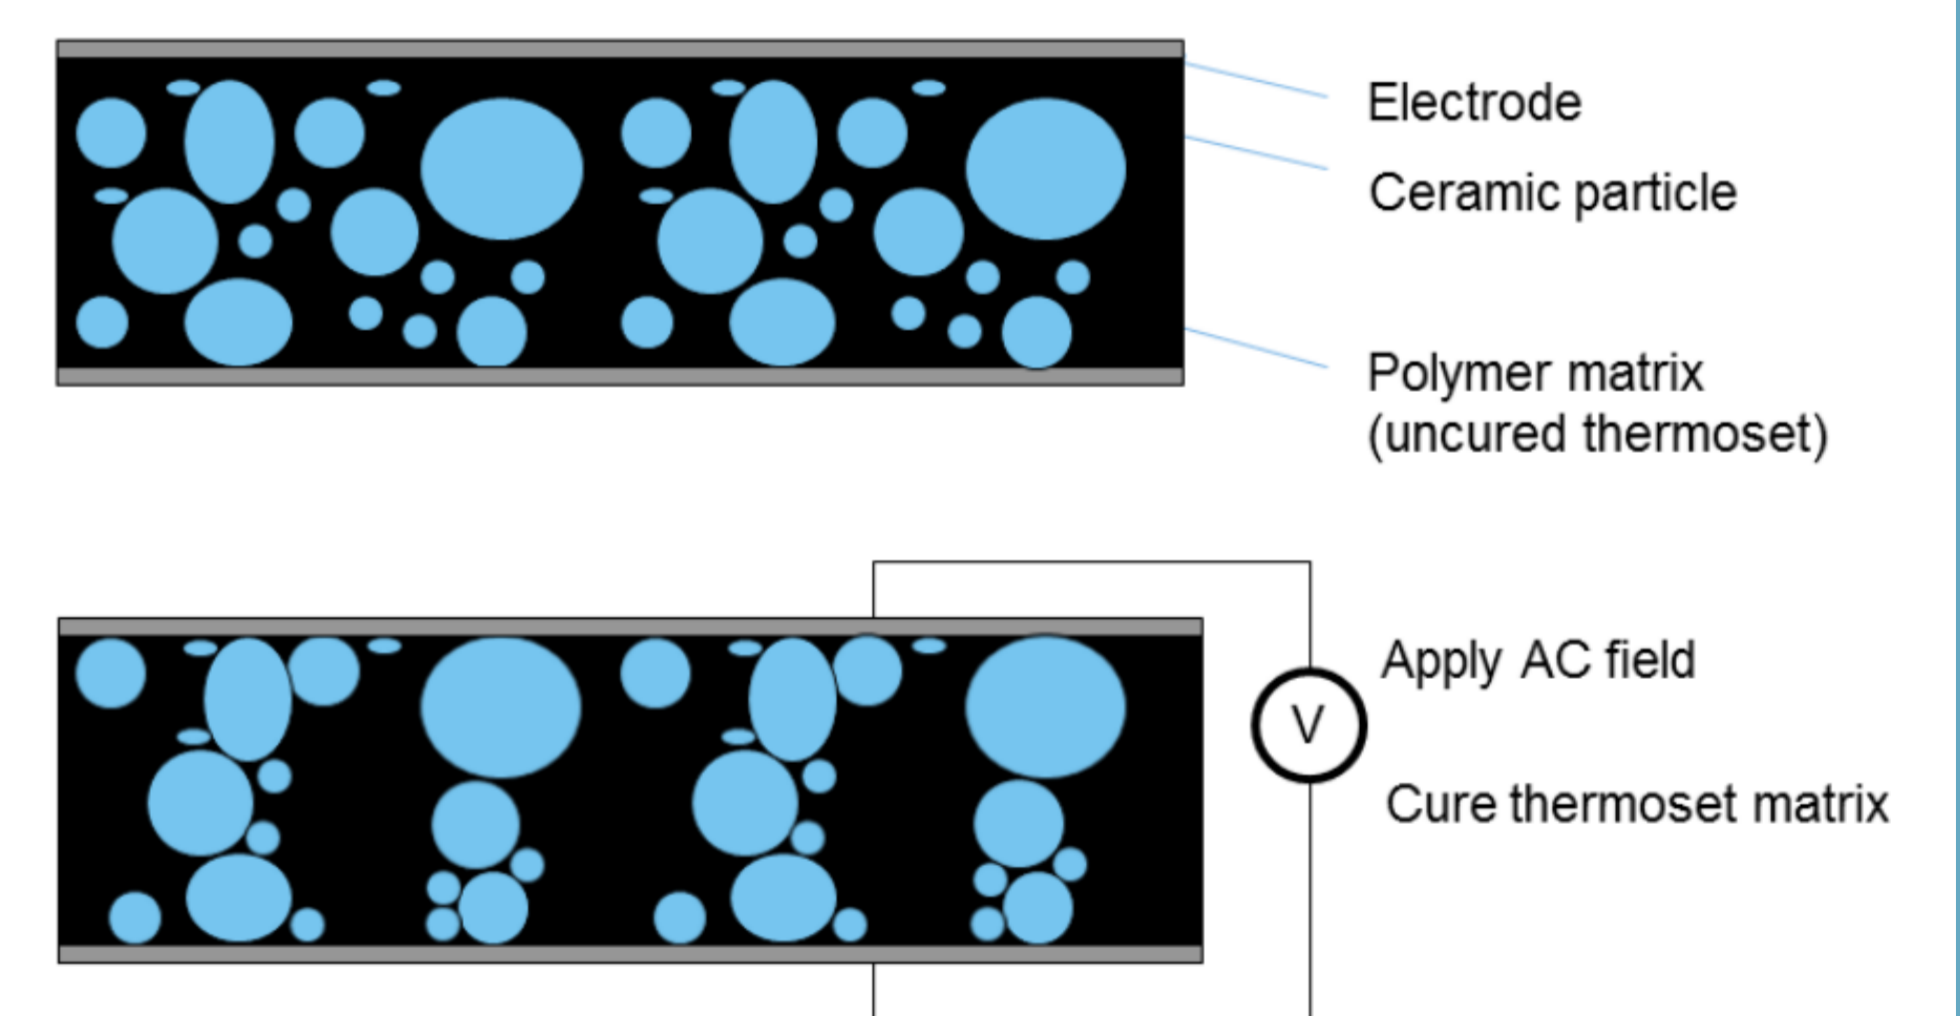 Electrode
Ceramic particle
Polymer matrix
(uncured thermoset)
Apply AC field
V
Cure thermoset matrix